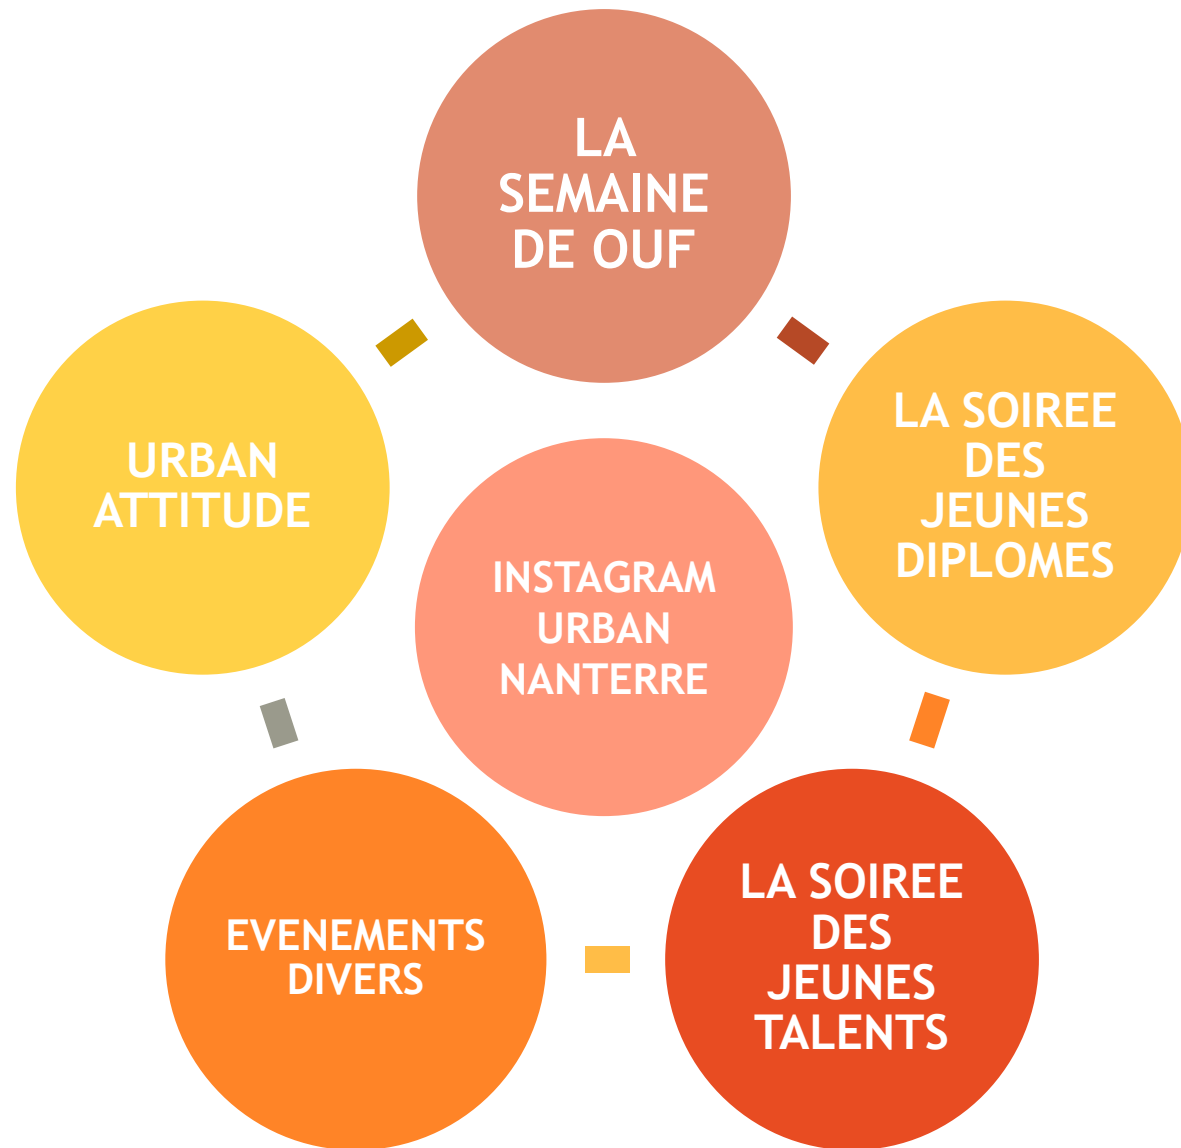 LA
SEMAINE
DE OUF
LA SOIREE
DES
JEUNES
DIPLOMES
LA SOIREE
DES
JEUNES
TALENTS
EVENEMENTS
DIVERS
URBAN
ATTITUDE
INSTAGRAM
URBAN
NANTERRE